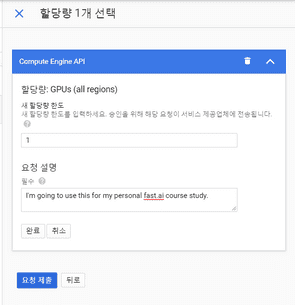 할당량 1개 선택
Compute Engine API
할당량: GPUs (all regions)
새 할당량 한도
새 할당량 한도를 입력하세요. 승인을 위해 해당 요청이 서비스 제공업체에 전송됩니다.
1
요청 설명
필수
I'm going to use this for my personal fast.ai course study.
완료 취소
요청 제출 뒤로